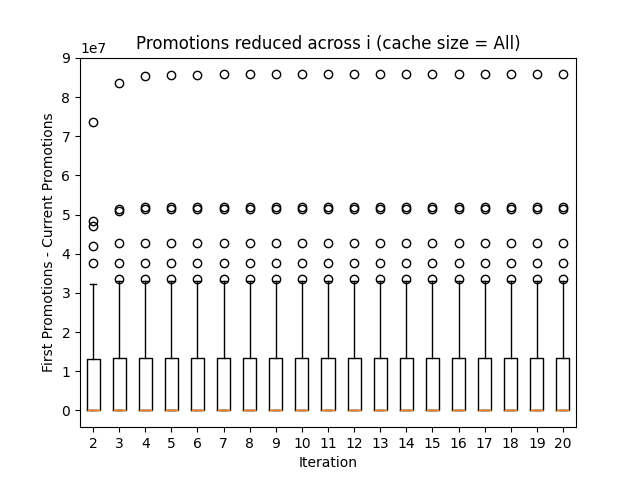 Promotions reduced across i (cache size = All)
1e7
First Promotions - Current Promotions
9
8
7
6
5
4
3
2
1
0
2 3 4 5 6 7 8 9 10 11 12 13 14 15 16 17 18 19 20
Iteration